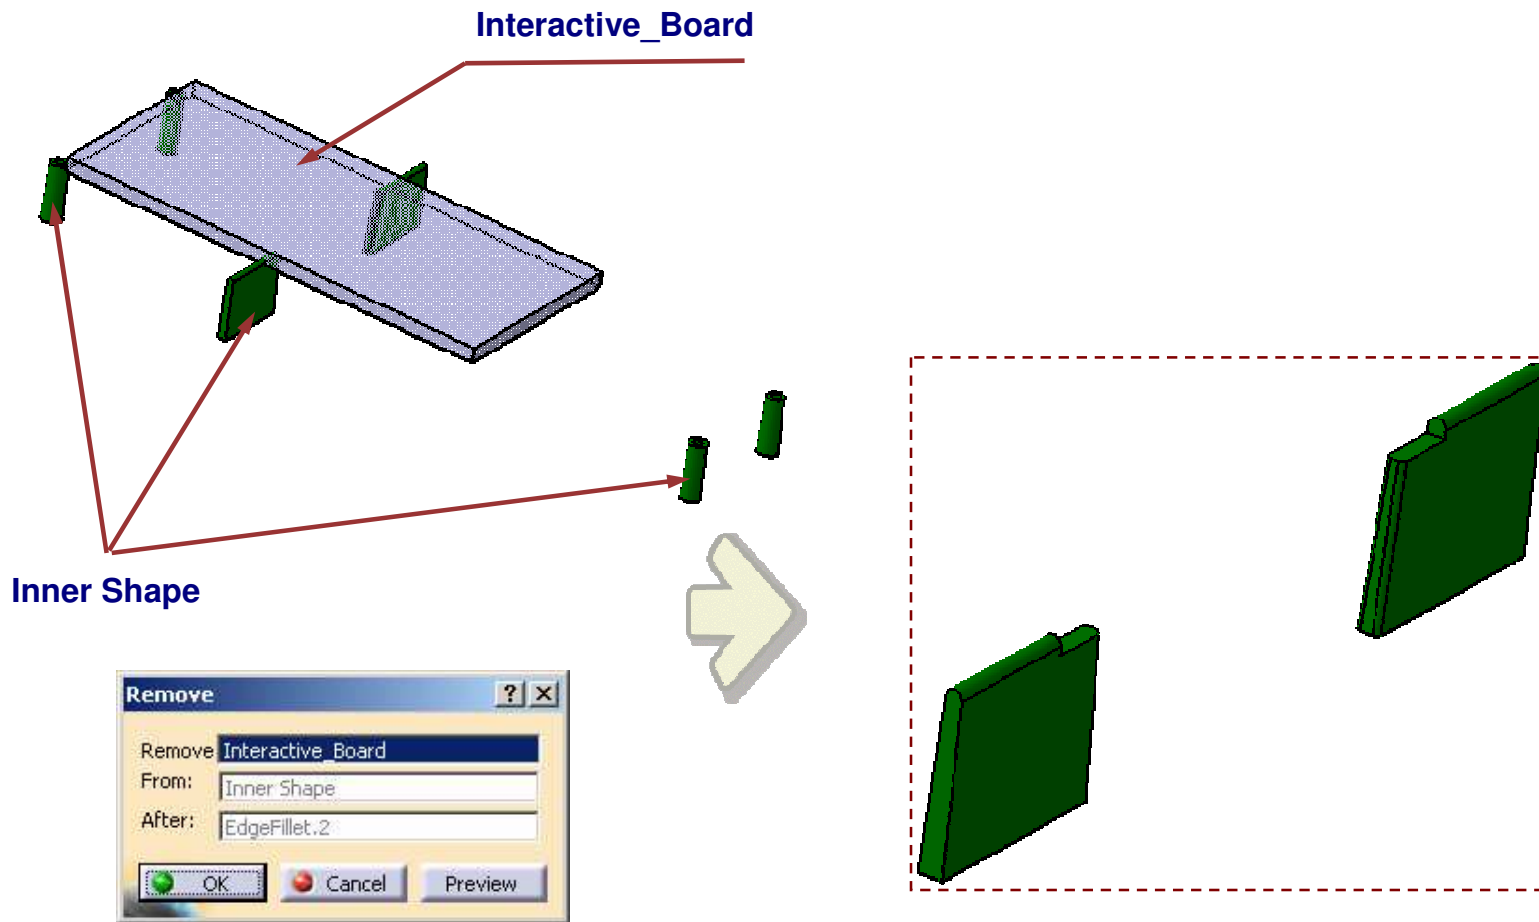 Interactive_Board
Inner Shape
Remove
? X
Remove Interactive_Board
From: Inner Shape
After: EdgeFillet.2
OK Cancel Preview